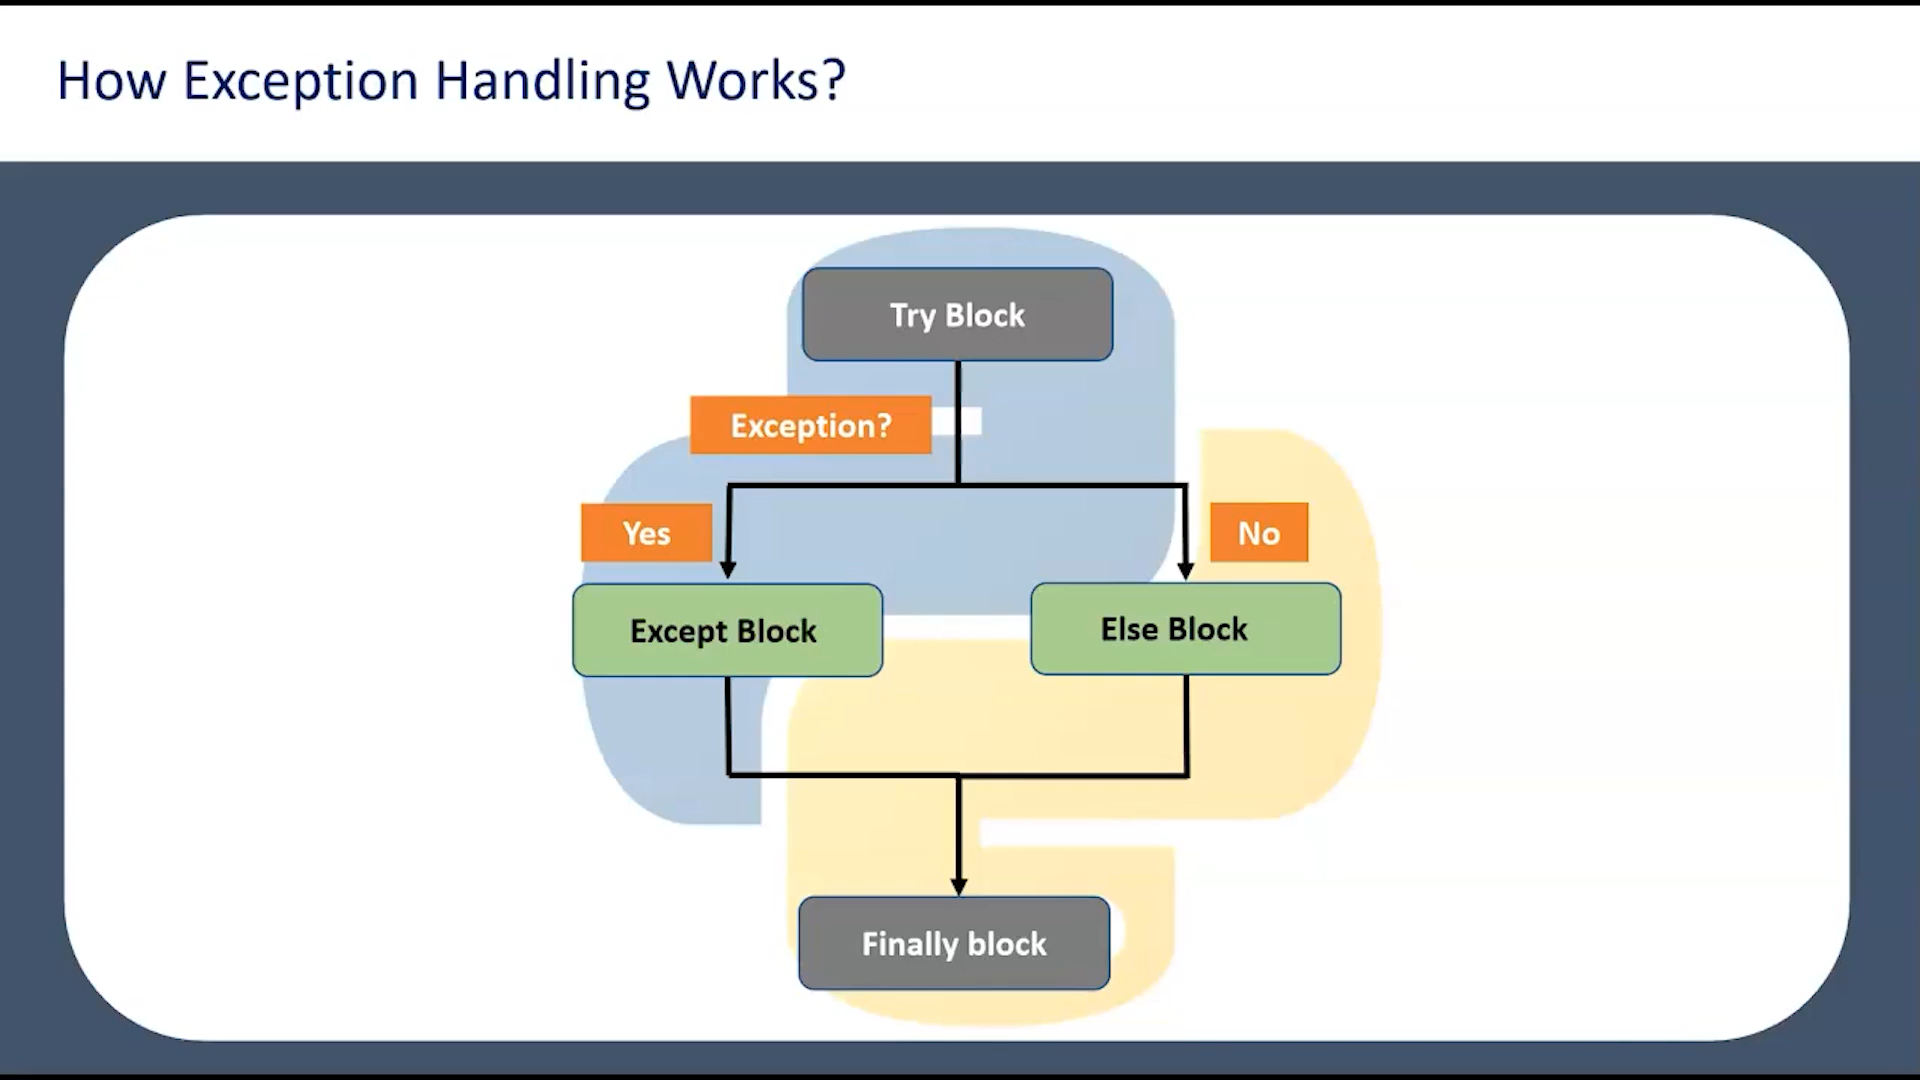 How Exception Handling Works?
Try Block
Exception?
Yes
No
Except Block
Else Block
Finally block